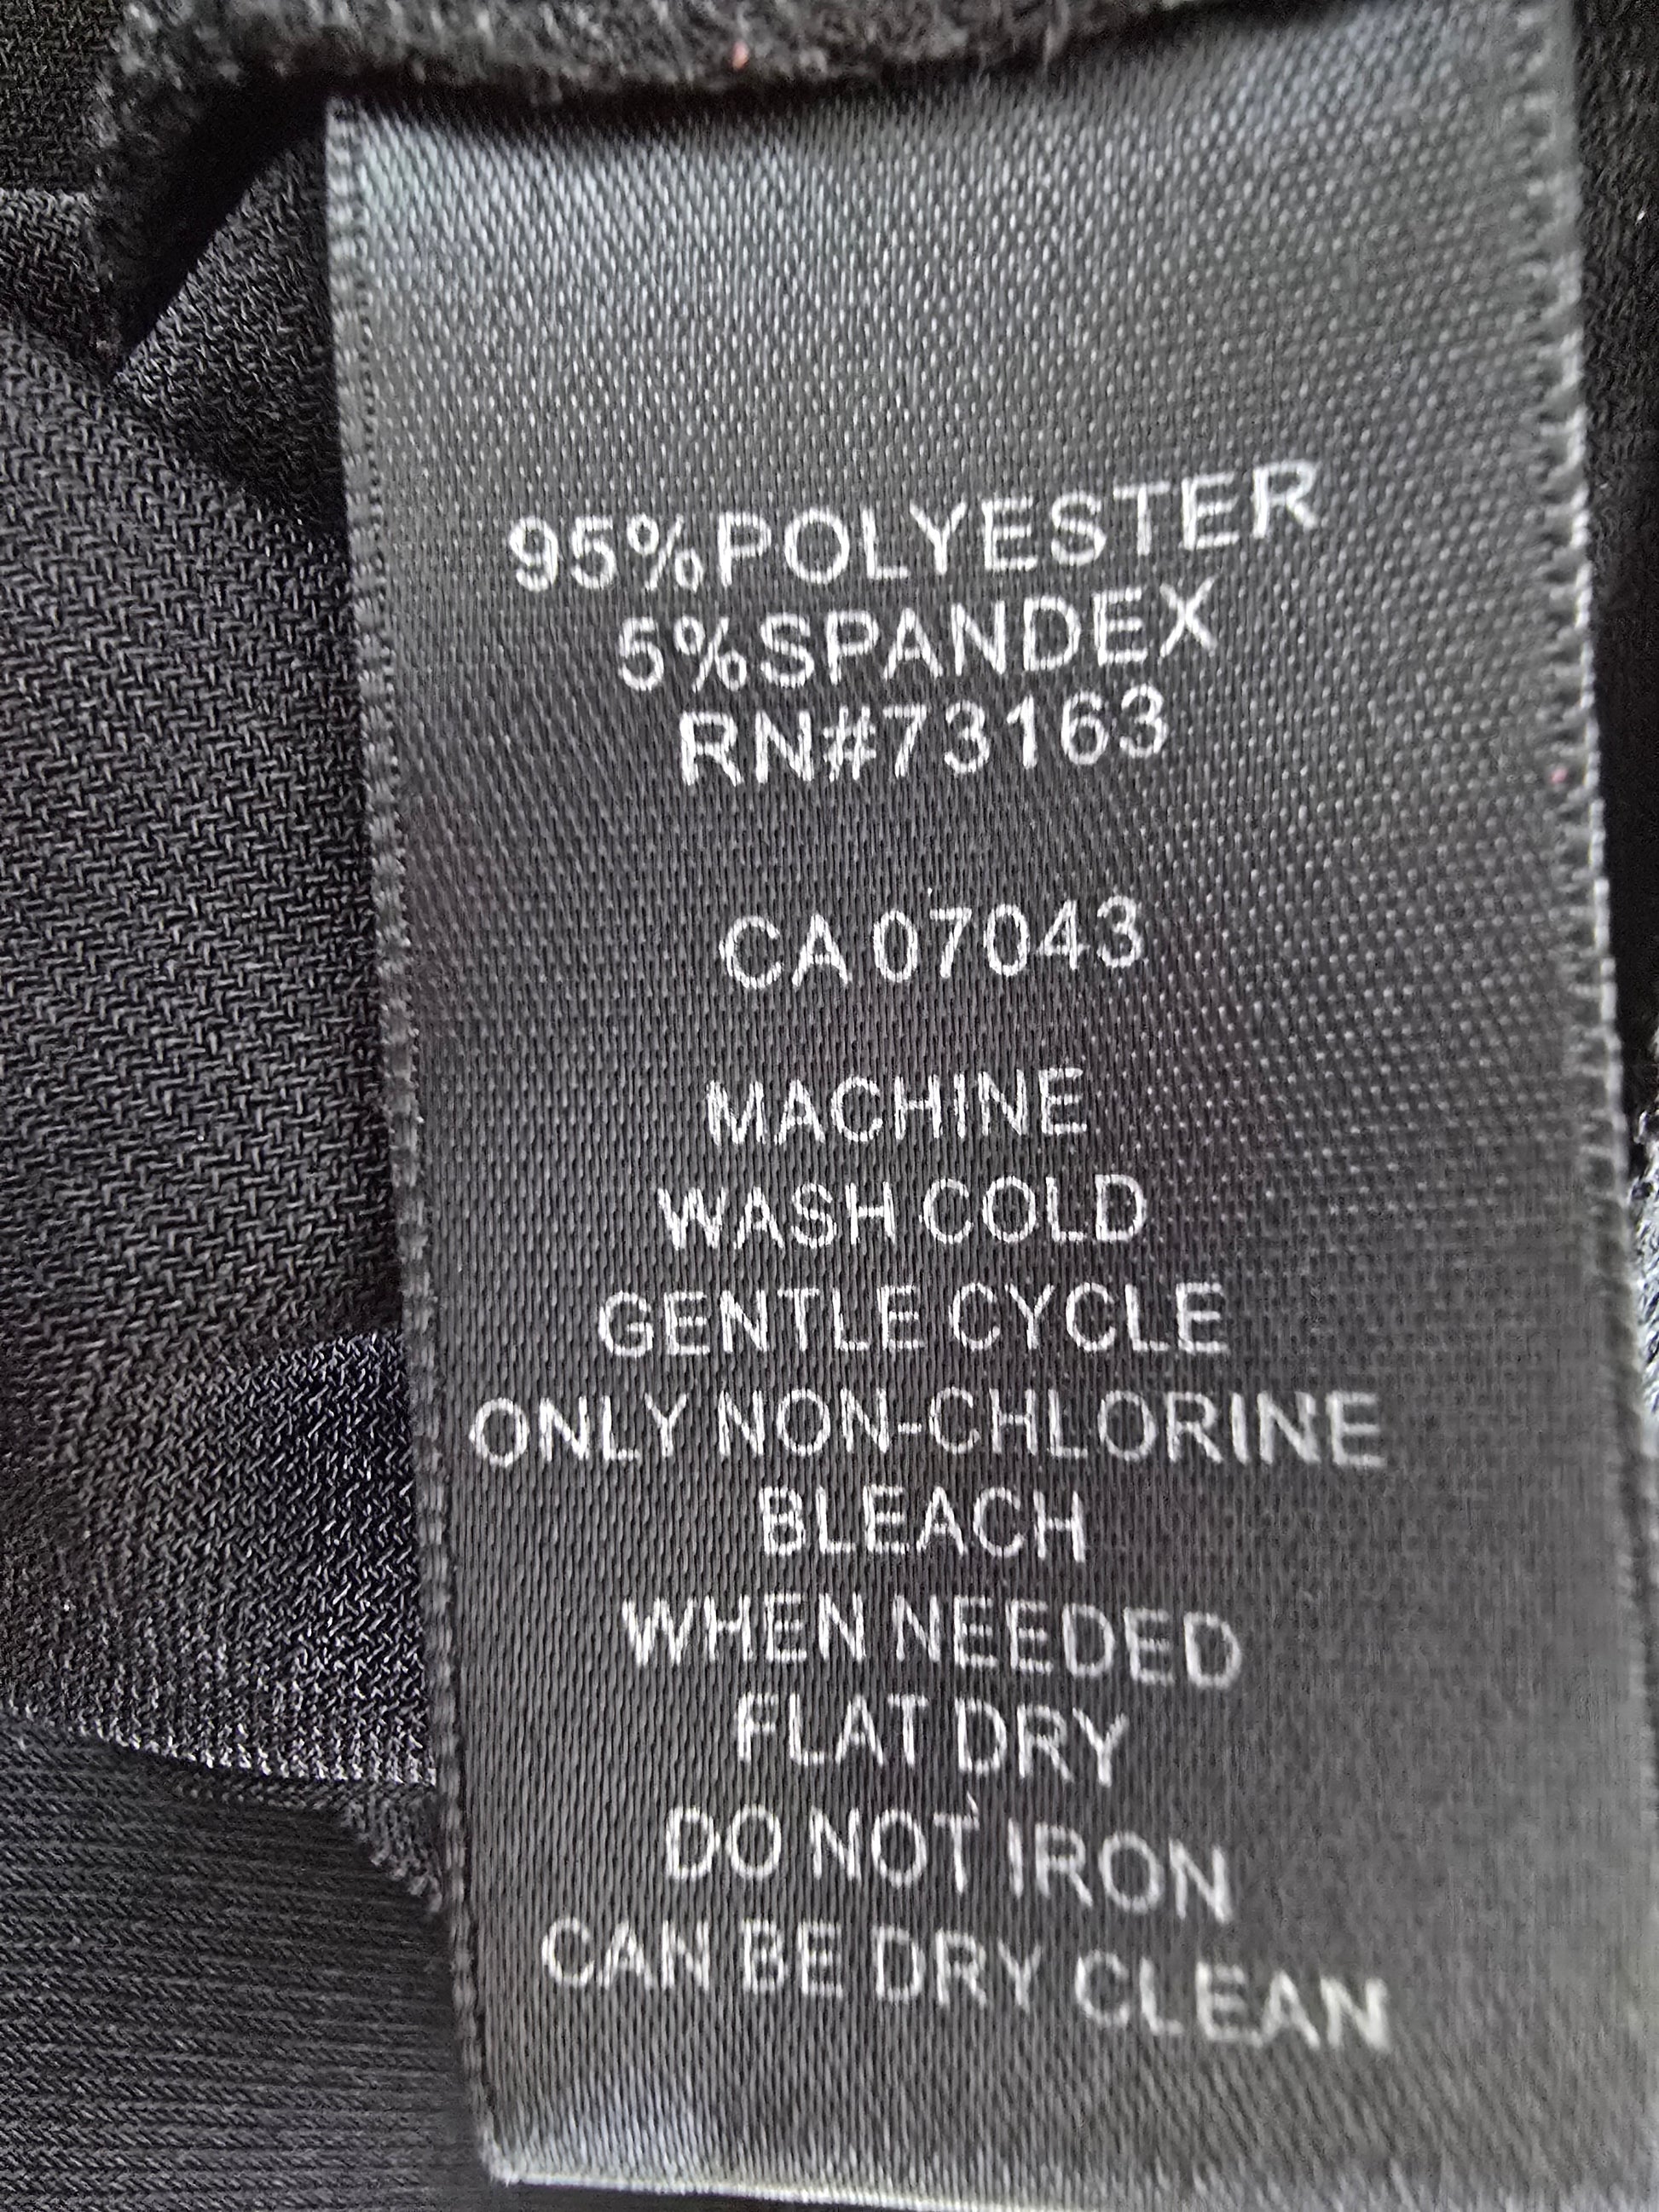 95%POLYESTER
5%SPANDEX
RN#73163
CA 07043
MACHINE
WASH COLD
GENTLE CYCLE
ONLY NON-CHLORINE
BLEACH
WHEN NEEDED
FLAT DRY
DO NOT IRON
CAN BE DRY CLEAN